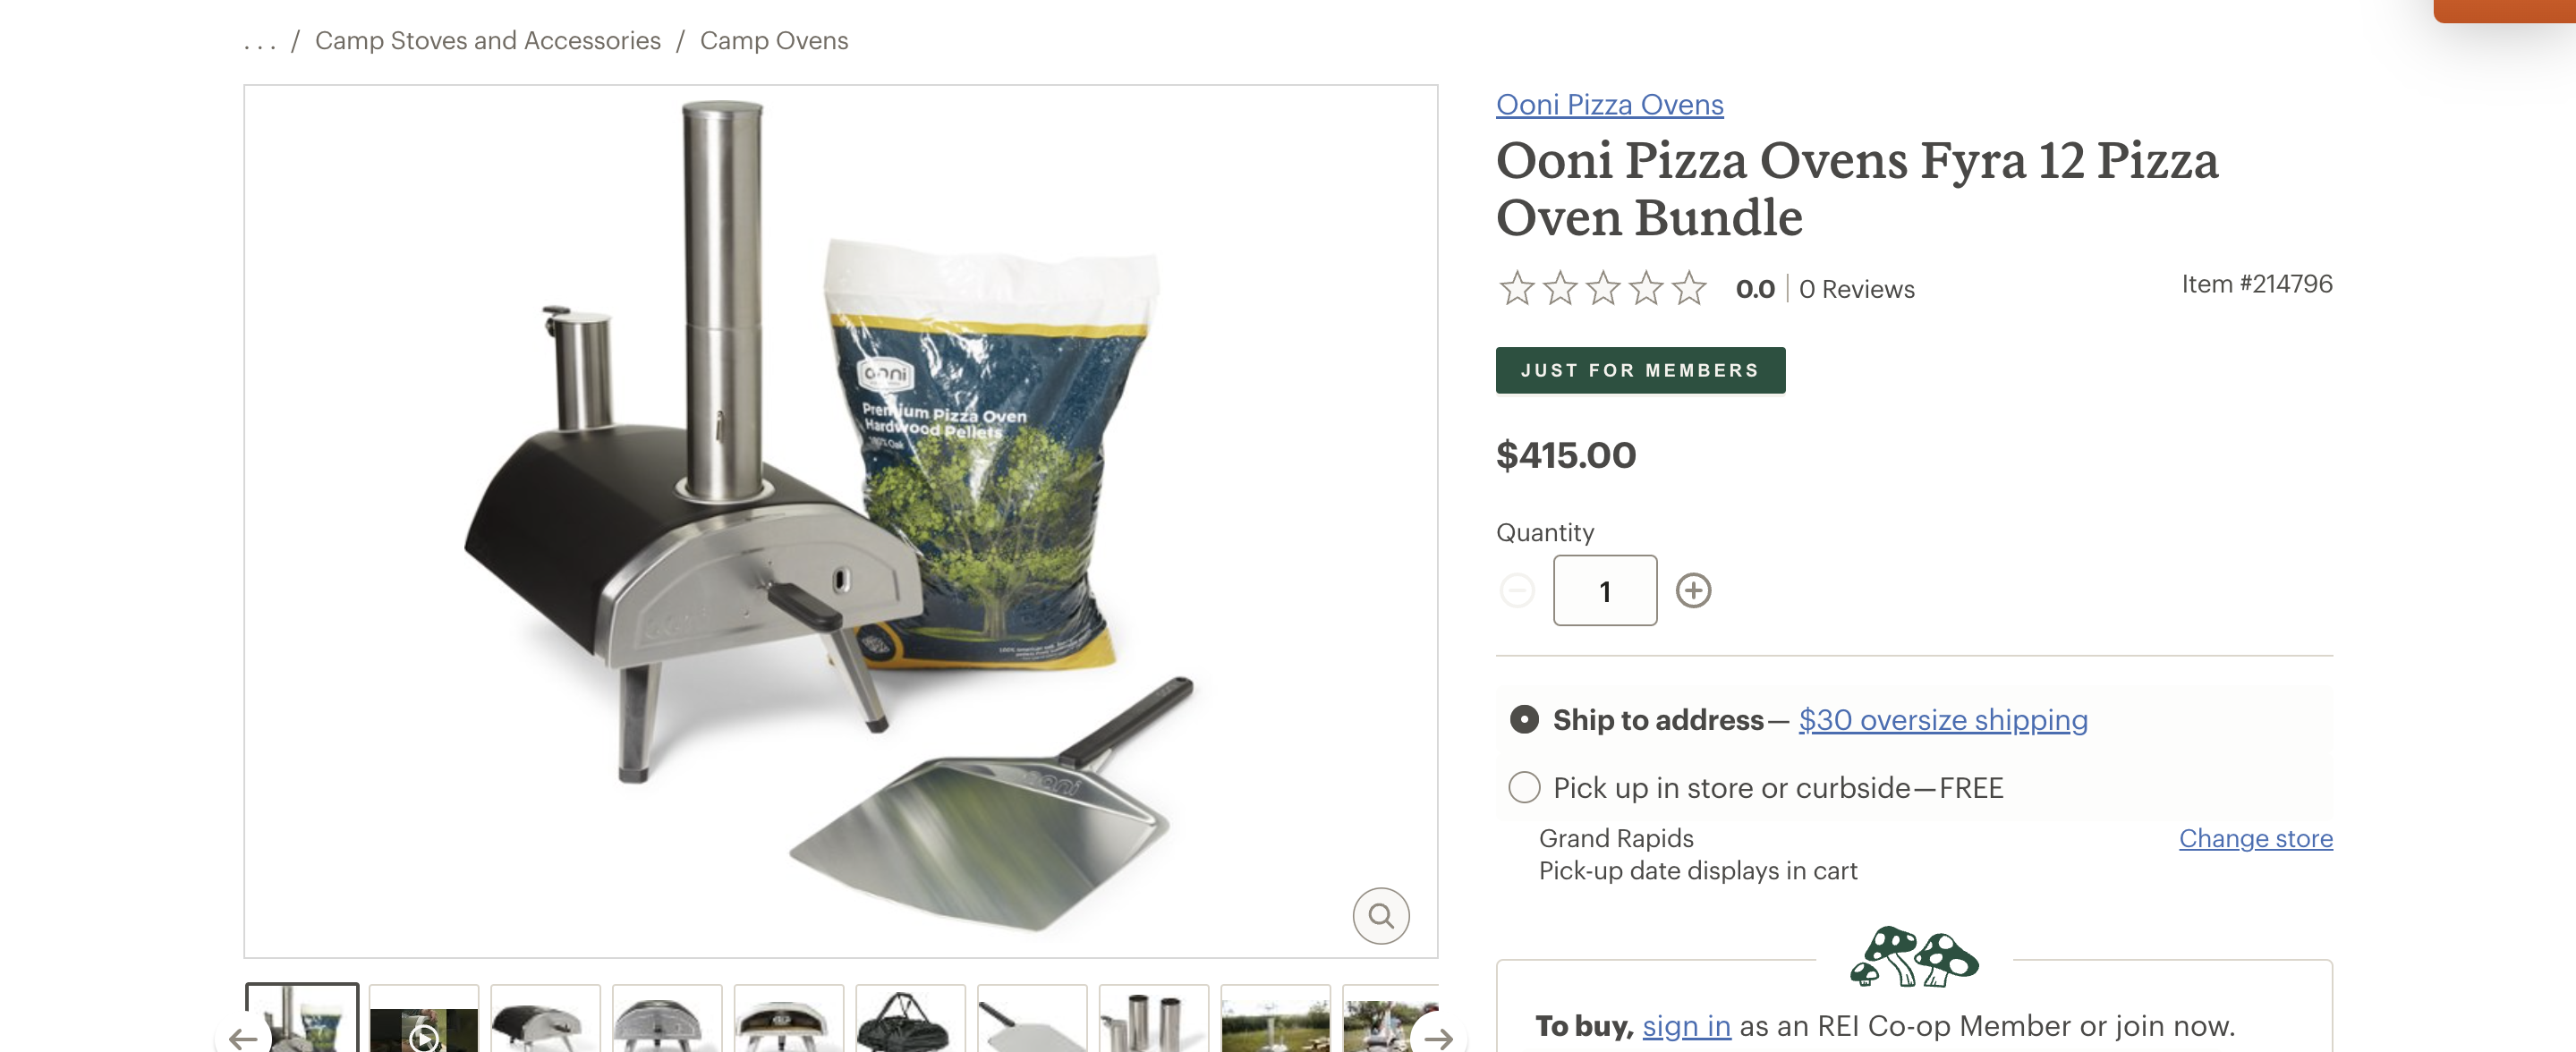 . . . / Camp Stoves and Accessories / Camp Ovens
ooni
Premium Pizza Oven
Hardwood Pellets
100% Oak
ooni
Ooni Pizza Ovens
Ooni Pizza Ovens Fyra 12 Pizza
Oven Bundle
0.0 | 0 Reviews
Item #214796
JUST FOR MEMBERS
$415.00
Quantity
1
Ship to address— $30 oversize shipping
Pick up in store or curbside—FREE
Grand Rapids
Change store
Pick-up date displays in cart
To buy, sign in as an REI Co-op Member or join now.